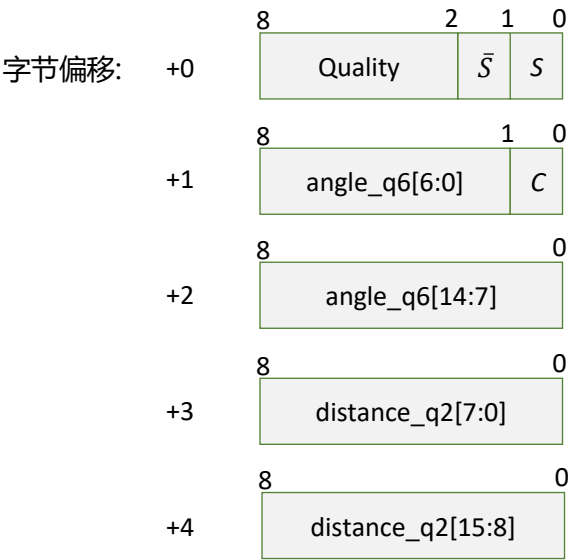 8 2 1 0
字节偏移: +0 Quality S̄ S
8 1 0
+1 angle_q6[6:0] C
8 0
+2 angle_q6[14:7]
8 0
+3 distance_q2[7:0]
8 0
+4 distance_q2[15:8]